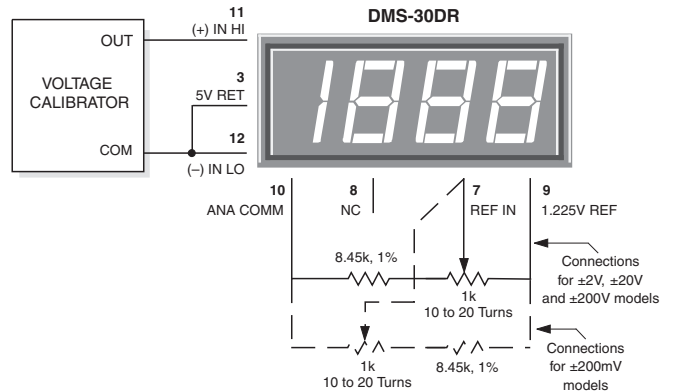 DMS-30DR
11
(+) IN HI
OUT
VOLTAGE
CALIBRATOR
3
5V RET
12
COM
(–) IN LO
1888
10
ANA COMM
8
NC
7
REF IN
9
1.225V REF
8.45k, 1%
1k
10 to 20 Turns
Connections
for ±2V, ±20V
and ±200V models
1k
10 to 20 Turns
8.45k, 1%
Connections
for ±200mV
models